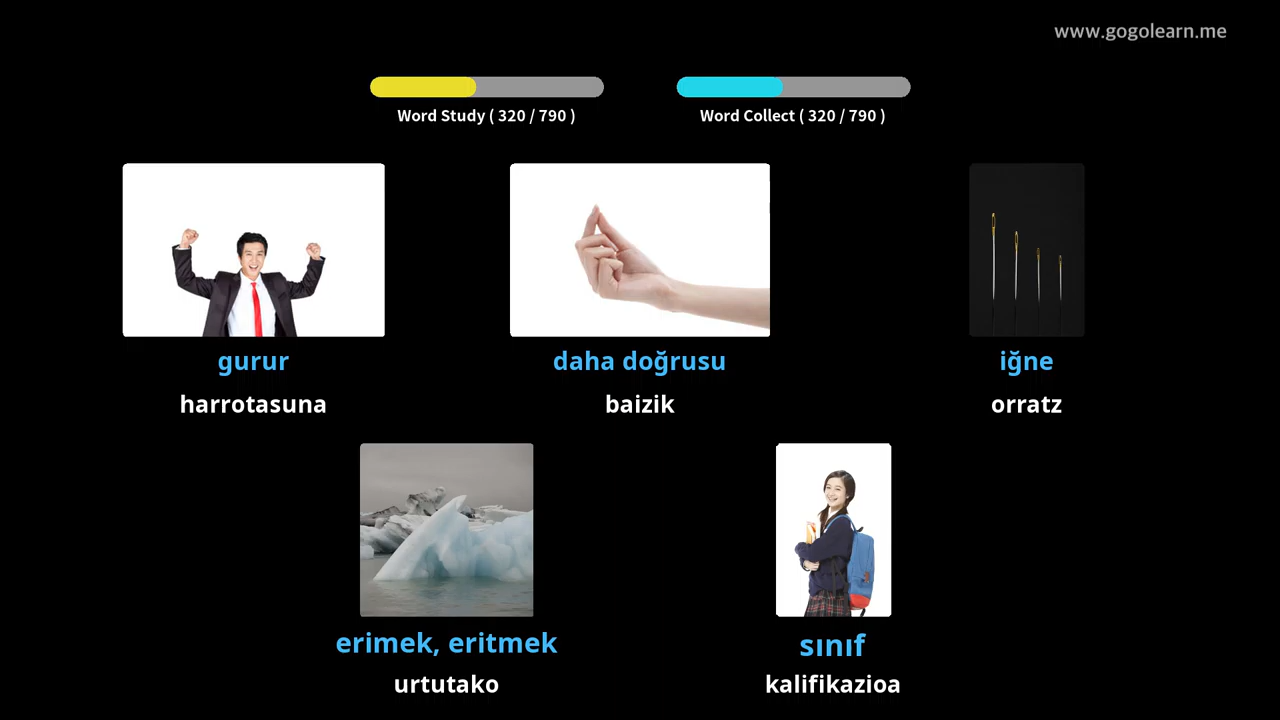 www.gogolearn.me
Word Study ( 320 / 790 )
Word Collect ( 320 / 790 )
gurur
harrotasuna
daha doğrusu
baizik
iğne
orratz
erimek, eritmek
urtutako
sınıf
kalifikazioa